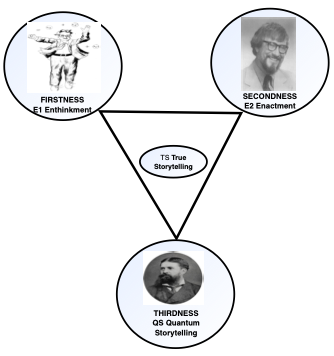 FIRSTNESS
E1 Enthinkment
SECONDNESS
E2 Enactment
TS True
Storytelling
THIRDNESS
QS Quantum
Storytelling